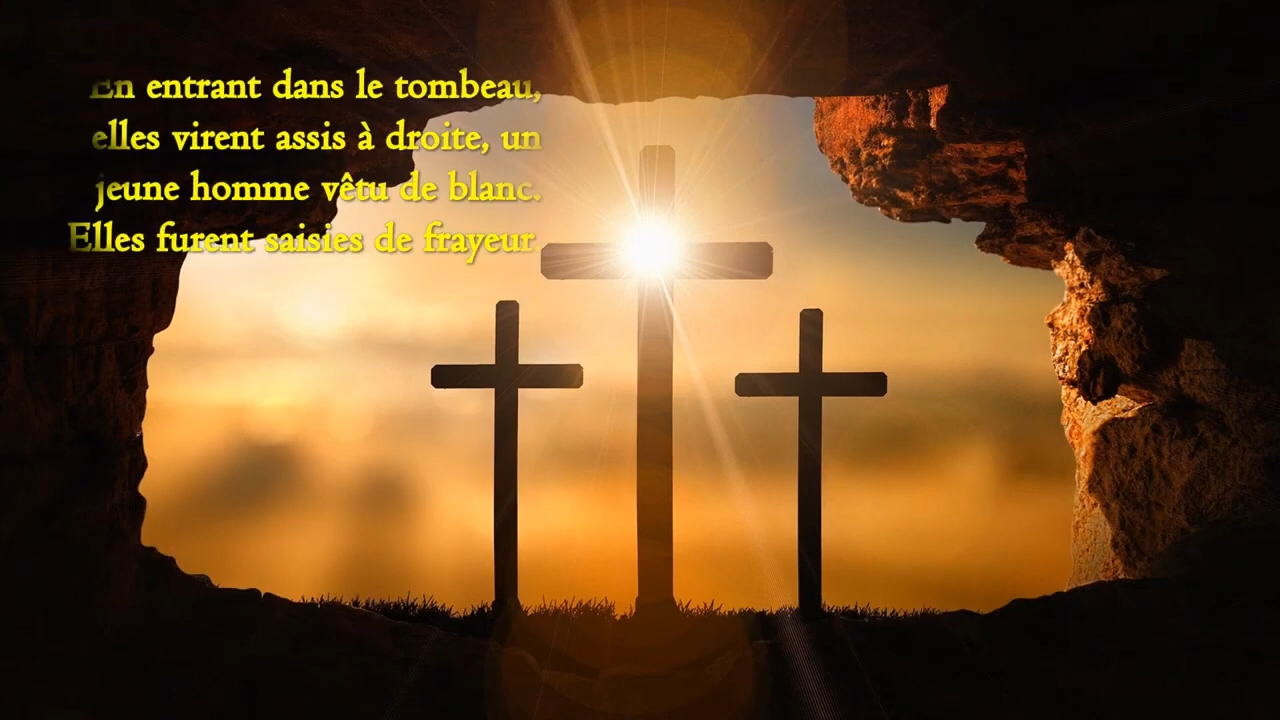 En entrant dans le tombeau,
elles virent assis à droite, un
jeune homme vêtu de blanc.
Elles furent saisies de frayeur.